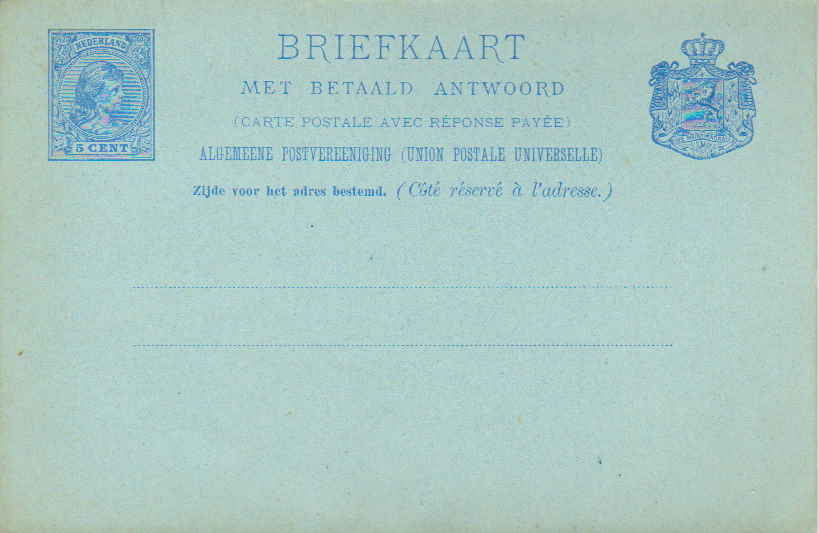 NEDERLAND
5 CENT
BRIEFKAART
MET BETAALD ANTWOORD
(CARTE POSTALE AVEC RÉPONSE PAYÉE)
ALGEMEENE POSTVEREENIGING (UNION POSTALE UNIVERSELLE)
Zijde voor het adres bestemd. (Côté réservé à l'adresse.)